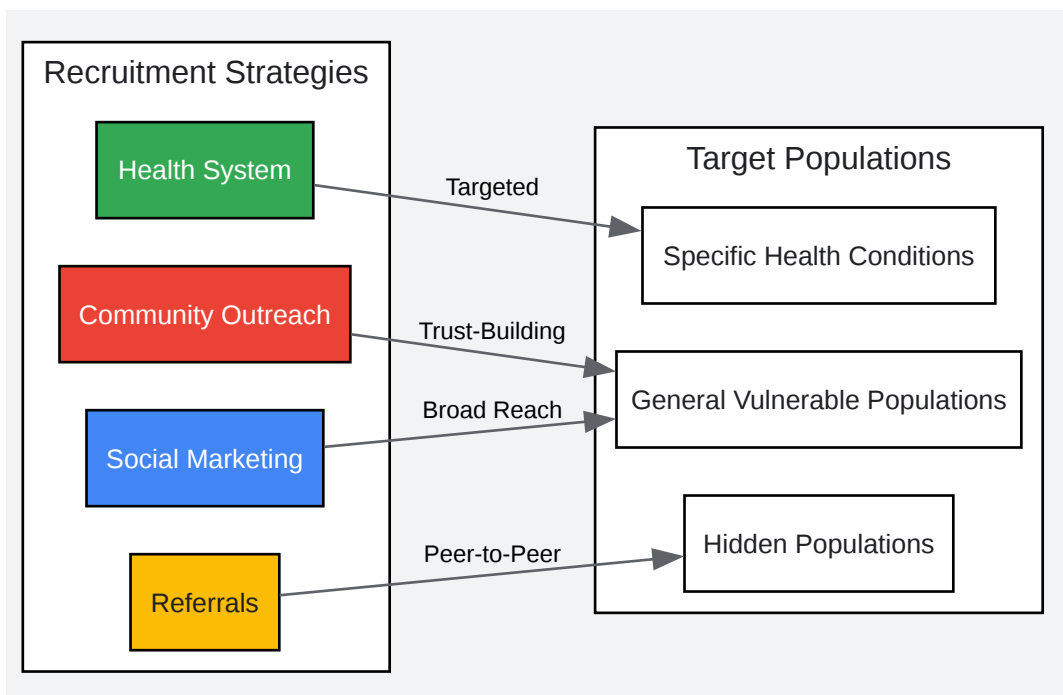 Recruitment Strategies
Health System
Community Outreach
Social Marketing
Referrals
Targeted
Trust-Building
Broad Reach
Peer-to-Peer
Target Populations
Specific Health Conditions
General Vulnerable Populations
Hidden Populations